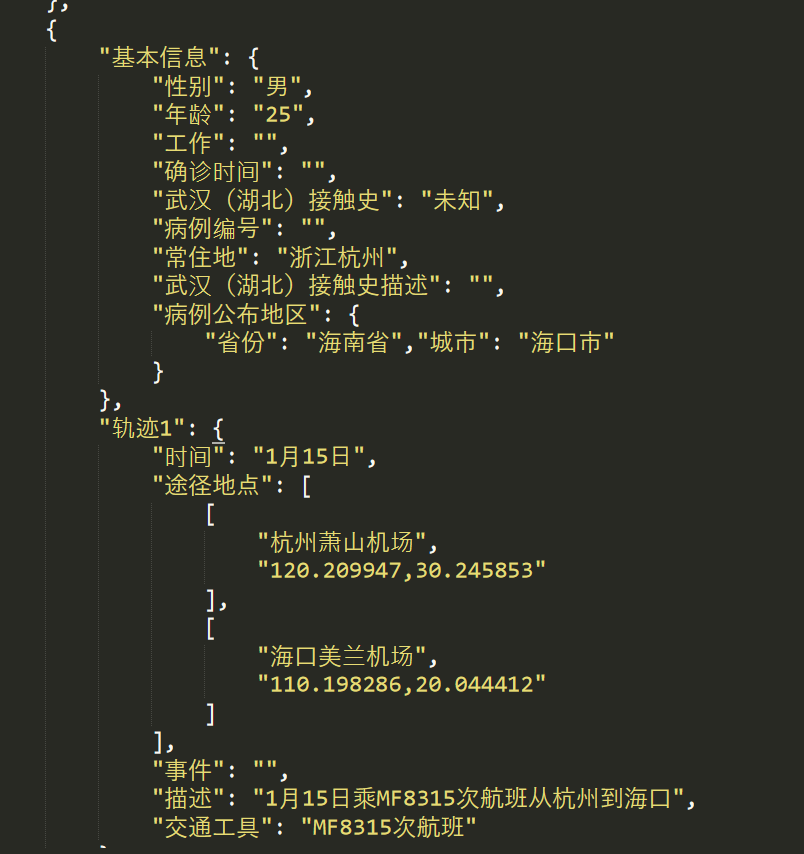 },
{
"基本信息": {
"性别": "男",
"年龄": "25",
"工作": "",
"确诊时间": "",
"武汉（湖北）接触史": "未知",
"病例编号": "",
"常住地": "浙江杭州",
"武汉（湖北）接触史描述": "",
"病例公布地区": {
"省份": "海南省","城市": "海口市"
}
},
"轨迹1": {
"时间": "1月15日",
"途径地点": [
[
"杭州萧山机场",
"120.209947,30.245853"
],
[
"海口美兰机场",
"110.198286,20.044412"
]
],
"事件": "",
"描述": "1月15日乘MF8315次航班从杭州到海口",
"交通工具": "MF8315次航班"